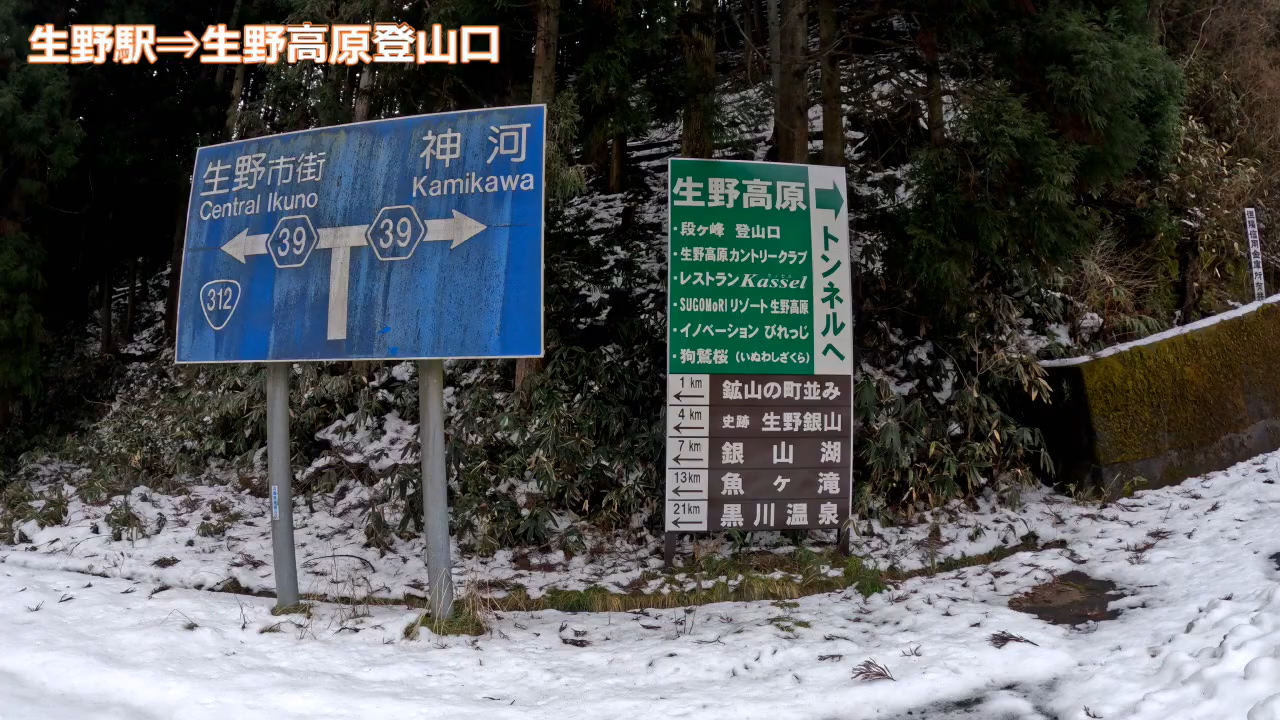 生野駅⇒生野高原登山口
生野市街
Central Ikuno
神河
Kamikawa
39
39
312
生野高原
・段ヶ峰 登山口
・生野高原カントリークラブ
・レストランKassel
・SUGOMoRIリゾート生野高原
・イノベーション びれっじ
・狗鷲桜(いぬわしざくら)
トンネルへ
1km 鉱山の町並み
4km 史跡 生野銀山
7km 銀山湖
13km 魚ヶ滝
21km 黒川温泉